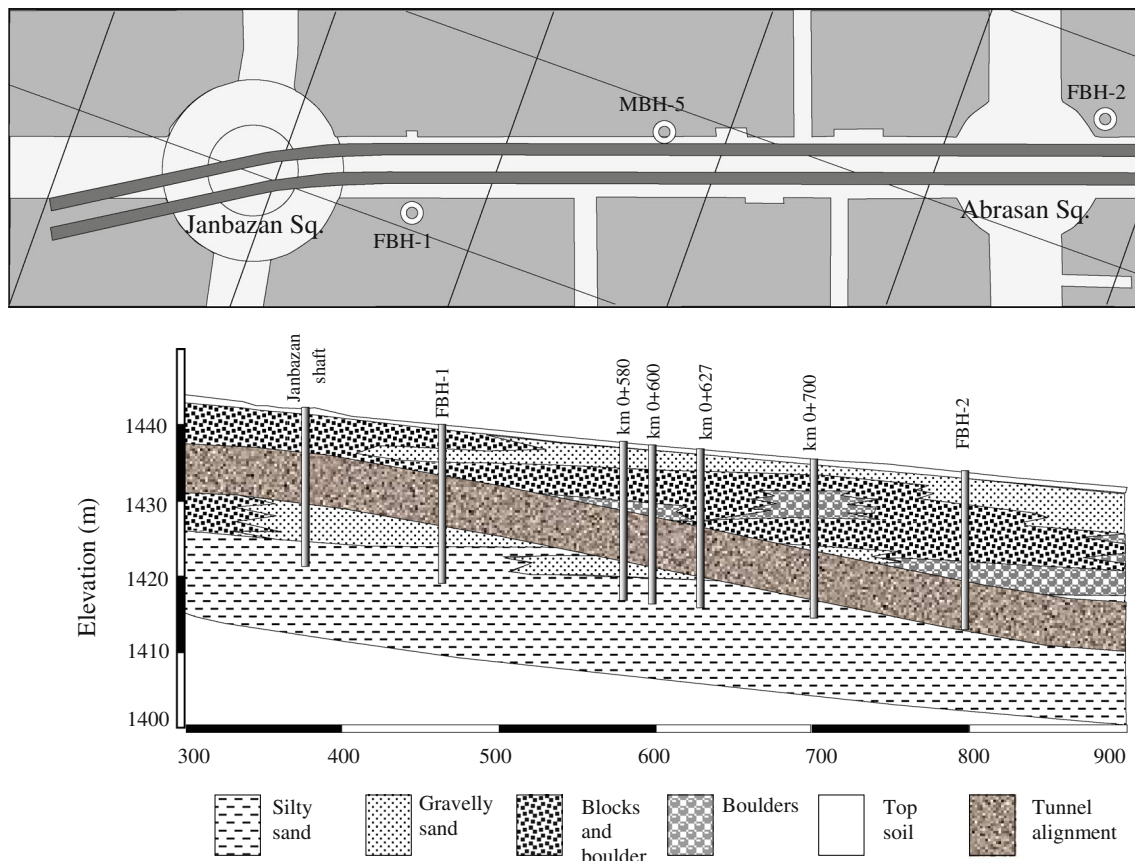 MBH-5
FBH-2
Janbazan Sq.
FBH-1
Abrasan Sq.
Janbazan
shaft
FBH-1
km 0+580
km 0+600
km 0+627
km 0+700
FBH-2
Elevation (m)
1440
1430
1420
1410
1400
300 400 500 600 700 800 900
Silty
sand
Gravelly
sand
Blocks
and
boulder
Boulders
Top
soil
Tunnel
alignment